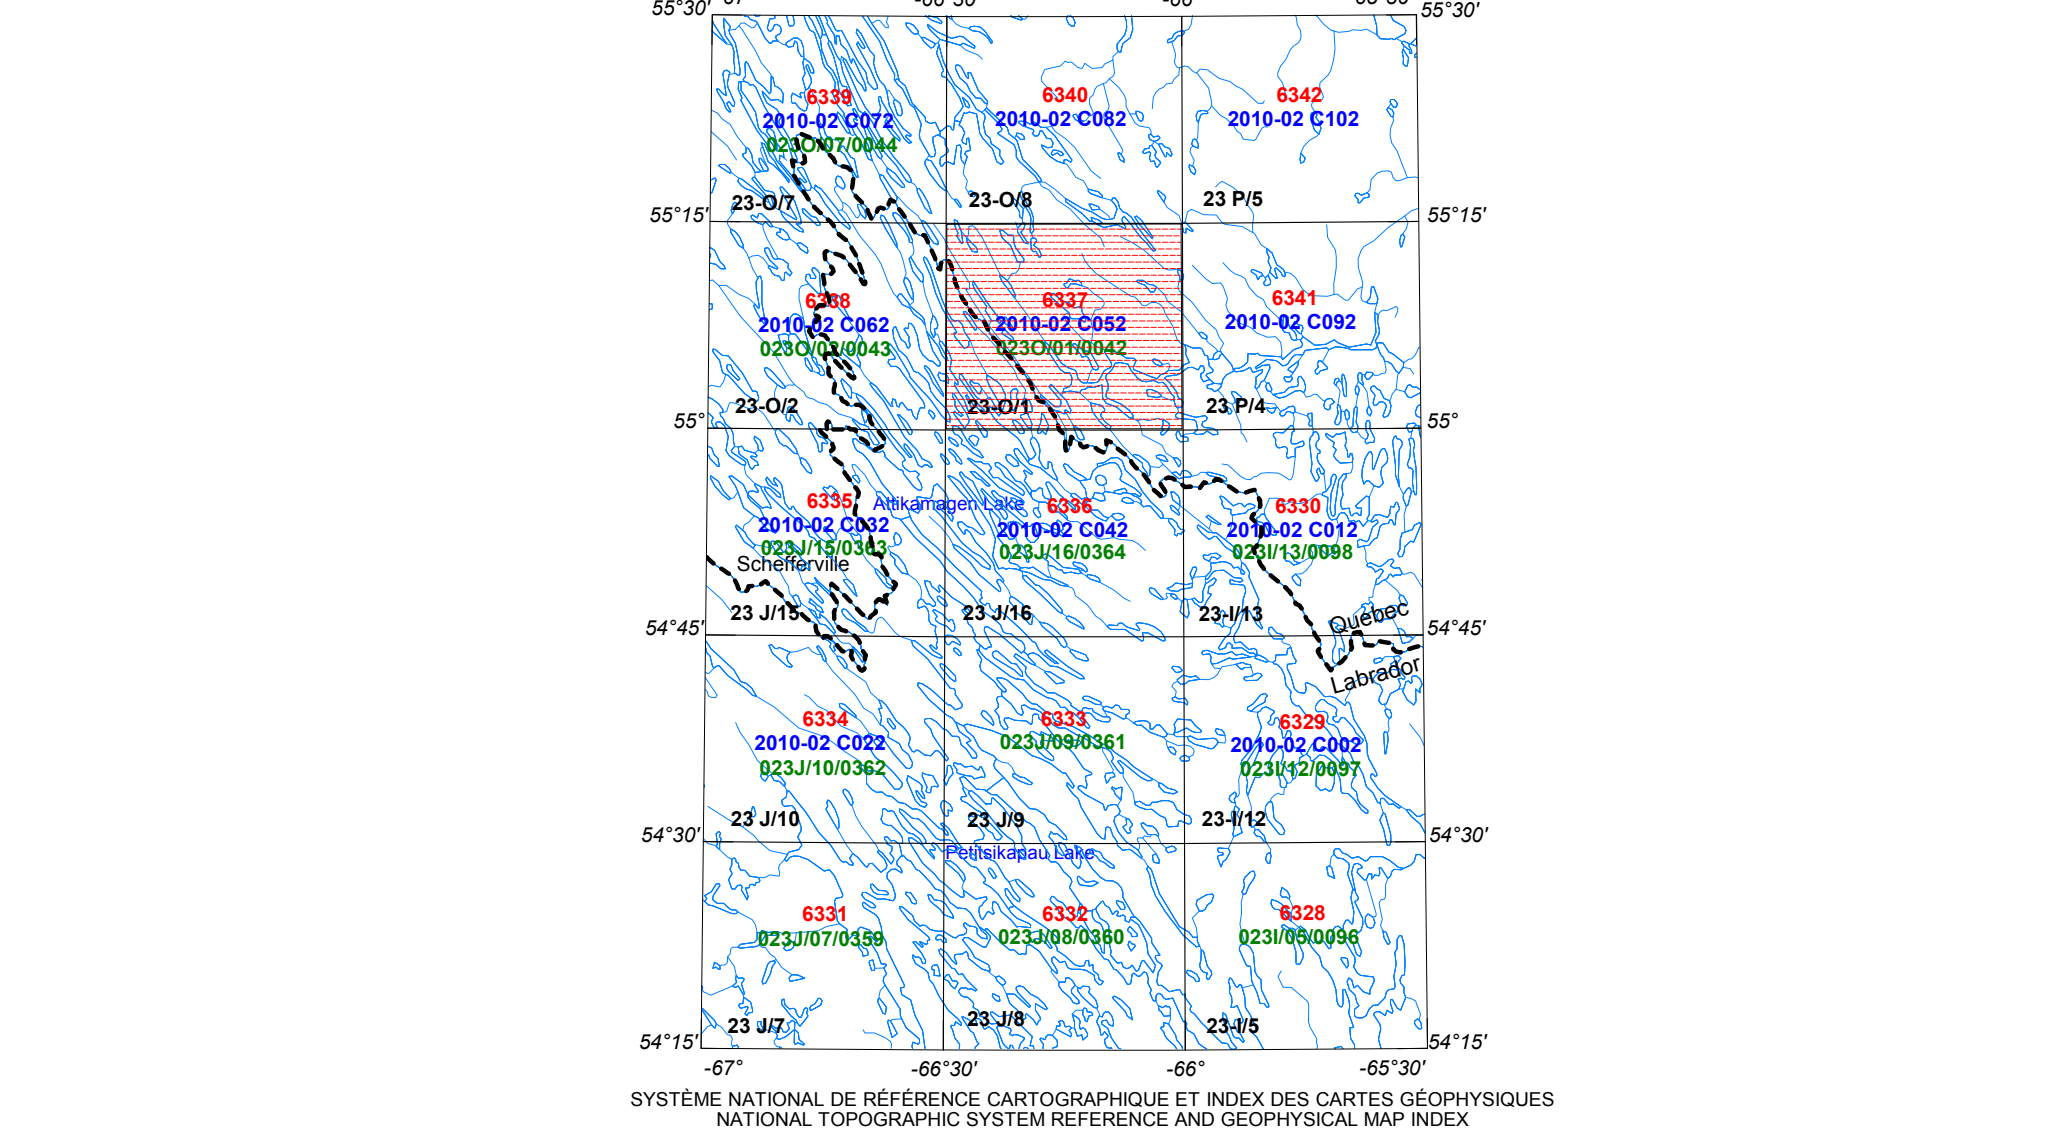 55°30'
-66°30'
-66°
55°30'
6339
2010-02 C072
023O/07/0044
23-O/7
6340
2010-02 C082
23-O/8
6342
2010-02 C102
23 P/5
55°15'
55°15'
6338
2010-02 C062
023O/02/0043
23-O/2
6337
2010-02 C052
023O/01/0042
23-O/1
6341
2010-02 C092
23 P/4
55°
55°
6335
2010-02 C032
023J/15/0363
Schefferville
23 J/15
Attikamagen Lake
6336
2010-02 C042
023J/16/0364
23 J/16
6330
2010-02 C012
023I/13/0098
23-I/13
Québec
Labrador
54°45'
54°45'
6334
2010-02 C022
023J/10/0362
23 J/10
6333
023J/09/0361
23 J/9
6329
2010-02 C002
023I/12/0097
23-I/12
54°30'
54°30'
Petitsikapau Lake
6331
023J/07/0359
23 J/7
6332
023J/08/0360
23 J/8
6328
023I/05/0096
23-I/5
54°15'
54°15'
-67°
-66°30'
-66°
-65°30'
SYSTÈME NATIONAL DE RÉFÉRENCE CARTOGRAPHIQUE ET INDEX DES CARTES GÉOPHYSIQUES
NATIONAL TOPOGRAPHIC SYSTEM REFERENCE AND GEOPHYSICAL MAP INDEX